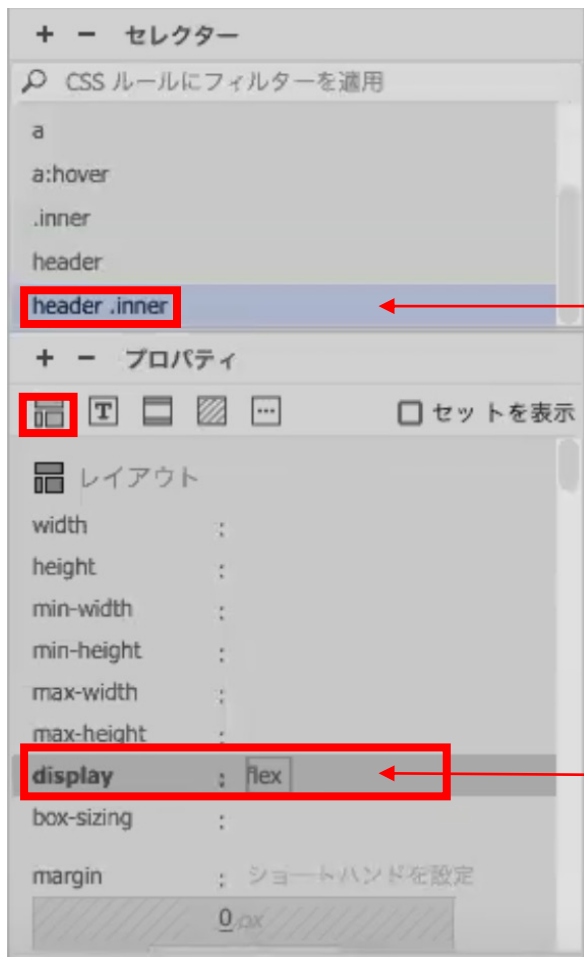 + − セレクター
CSS ルールにフィルターを適用
a
a:hover
.inner
header
header .inner
+ − プロパティ
T セットを表示
レイアウト
width :
height :
min-width :
min-height :
max-width :
max-height :
display : flex
box-sizing :
margin : ショートハンドを設定
0 px